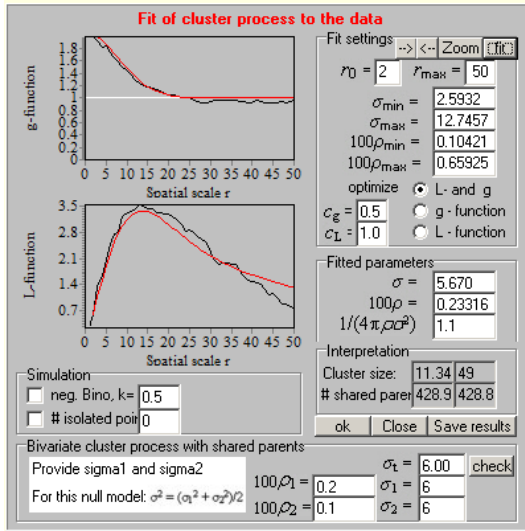 Fit of cluster process to the data
g-function
1.8
1.6
1.4
1.2
1
0.8
0.6
0.4
0.2
0
0 5 10 15 20 25 30 35 40 45 50
Spatial scale r
L-function
3.5
2.8
2.1
1.4
0.7
0 5 10 15 20 25 30 35 40 45 50
Spatial scale r
Fit settings
--> <-- Zoom fit
r0 = 2 rmax = 50
σmin = 2.5932
σmax = 12.7457
100ρmin = 0.10421
100ρmax = 0.65925
optimize L- and g
cg = 0.5 g - function
cL = 1.0 L - function
Fitted parameters
σ = 5.670
100ρ = 0.23316
1/(4π ρσ²) 1.1
Interpretation
Cluster size: 11.34 49
# shared parer 428.9 428.8
ok Close Save results
Simulation
neg. Bino, k= 0.5
# isolated poir 0
Bivariate cluster process with shared parents
Provide sigma1 and sigma2
For this null model: σ² = (σ1² + σ2²)/2
100ρ1 = 0.2
100ρ2 = 0.1
σt = 6.00 check
σ1 = 6
σ2 = 6